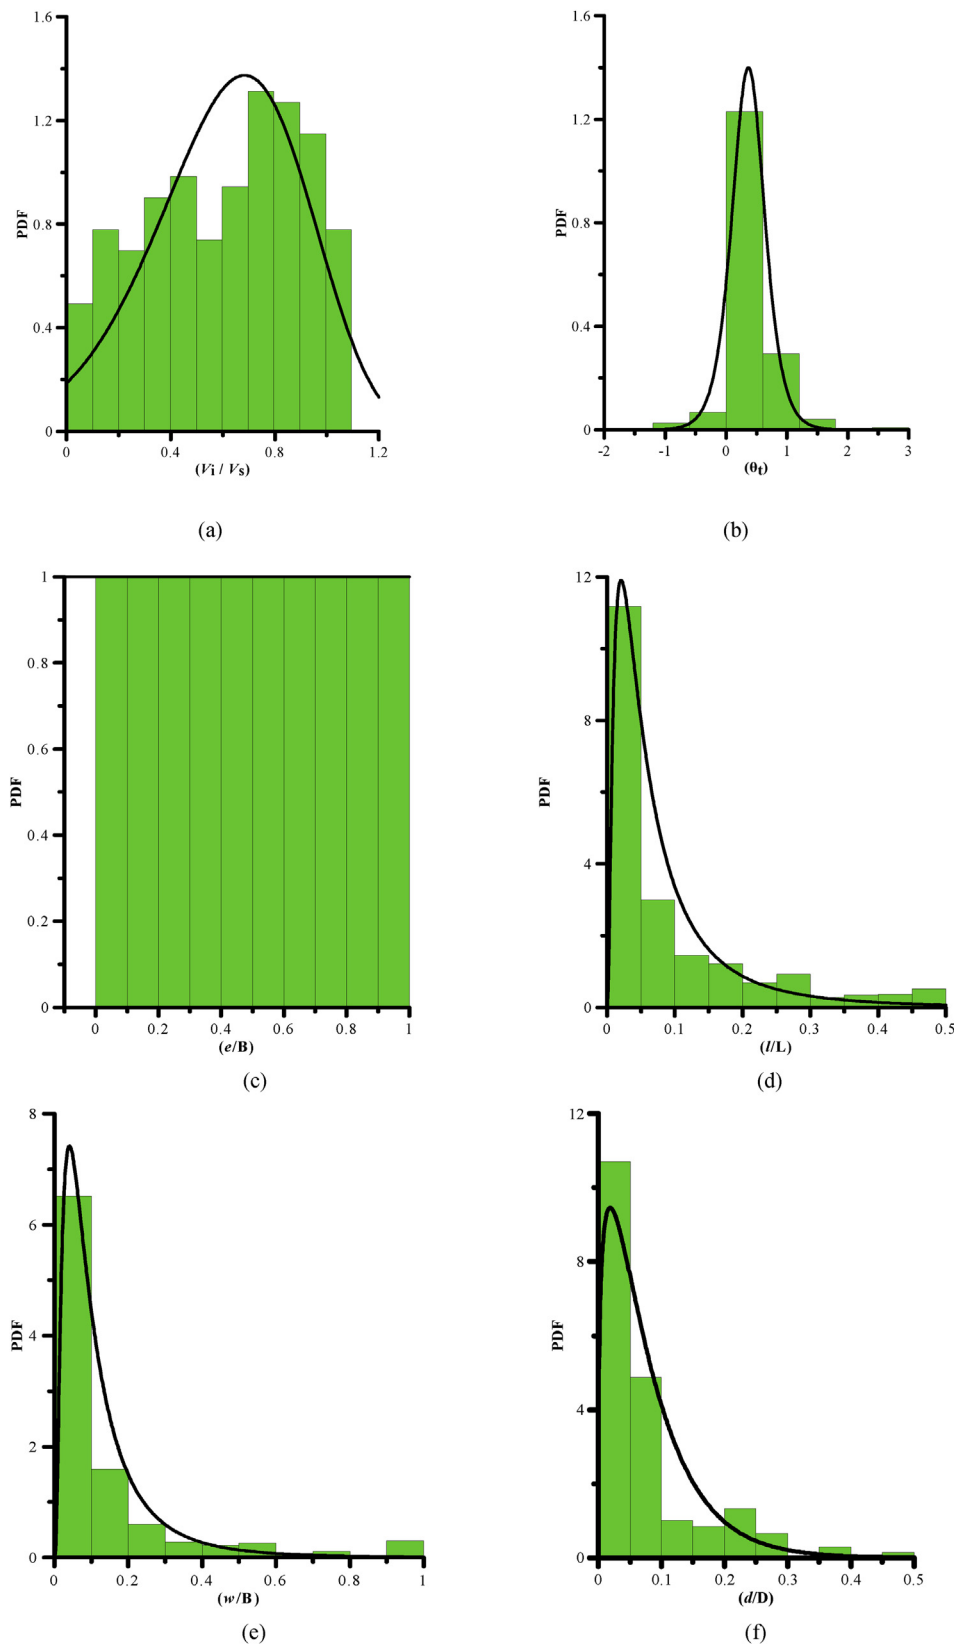 1.6
1.2
0.8
0.4
0
PDF
0 0.4 0.8 1.2
(Vi / Vs)
(a)
1.6
1.2
0.8
0.4
0
PDF
-2 -1 0 1 2 3
(θt)
(b)
1
0.8
0.6
0.4
0.2
0
PDF
0 0.2 0.4 0.6 0.8 1
(e/B)
(c)
12
8
4
0
PDF
0 0.1 0.2 0.3 0.4 0.5
(l/L)
(d)
8
6
4
2
0
PDF
0 0.2 0.4 0.6 0.8 1
(w/B)
(e)
12
8
4
0
PDF
0 0.1 0.2 0.3 0.4 0.5
(d/D)
(f)